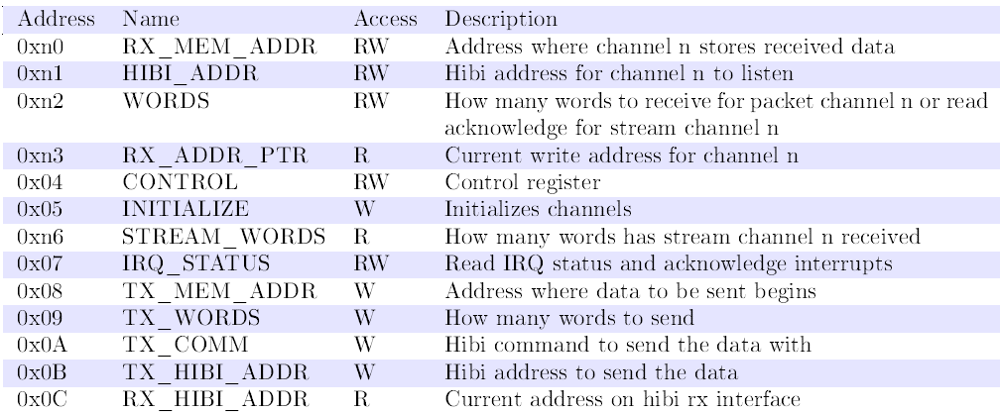 Address Name Access Description
0xn0 RX_MEM_ADDR RW Address where channel n stores received data
0xn1 HIBI_ADDR RW Hibi address for channel n to listen
0xn2 WORDS RW How many words to receive for packet channel n or read
acknowledge for stream channel n
0xn3 RX_ADDR_PTR R Current write address for channel n
0x04 CONTROL RW Control register
0x05 INITIALIZE W Initializes channels
0xn6 STREAM_WORDS R How many words has stream channel n received
0x07 IRQ_STATUS RW Read IRQ status and acknowledge interrupts
0x08 TX_MEM_ADDR W Address where data to be sent begins
0x09 TX_WORDS W How many words to send
0x0A TX_COMM W Hibi command to send the data with
0x0B TX_HIBI_ADDR W Hibi address to send the data
0x0C RX_HIBI_ADDR R Current address on hibi rx interface